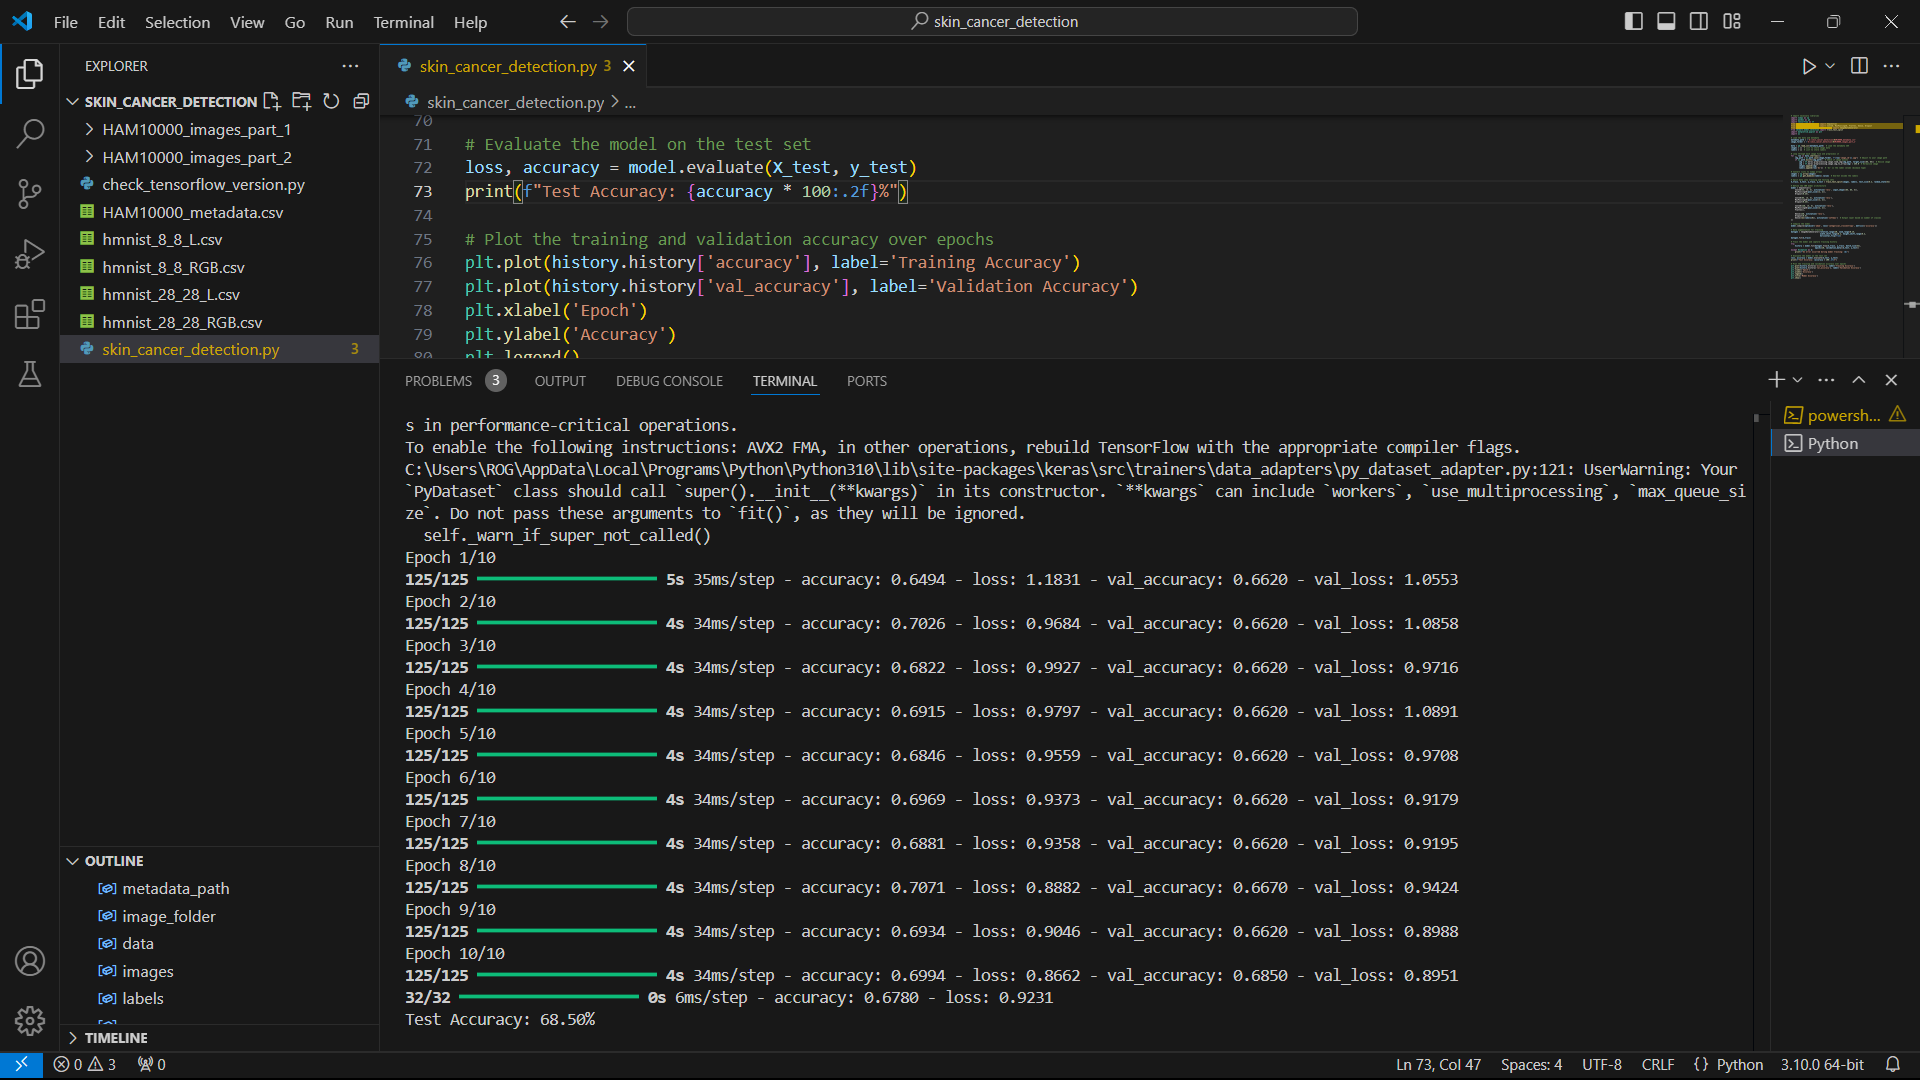 File Edit Selection View Go Run Terminal Help
skin_cancer_detection
EXPLORER
SKIN_CANCER_DETECTION
HAM10000_images_part_1
HAM10000_images_part_2
check_tensorflow_version.py
HAM10000_metadata.csv
hmnist_8_8_L.csv
hmnist_8_8_RGB.csv
hmnist_28_28_L.csv
hmnist_28_28_RGB.csv
skin_cancer_detection.py 3
OUTLINE
metadata_path
image_folder
data
images
labels
TIMELINE
skin_cancer_detection.py 3
skin_cancer_detection.py > ...
70
71 # Evaluate the model on the test set
72 loss, accuracy = model.evaluate(X_test, y_test)
73 print(f"Test Accuracy: {accuracy * 100:.2f}%")
74
75 # Plot the training and validation accuracy over epochs
76 plt.plot(history.history['accuracy'], label='Training Accuracy')
77 plt.plot(history.history['val_accuracy'], label='Validation Accuracy')
78 plt.xlabel('Epoch')
79 plt.ylabel('Accuracy')
80 plt.legend()
PROBLEMS 3 OUTPUT DEBUG CONSOLE TERMINAL PORTS
s in performance-critical operations.
To enable the following instructions: AVX2 FMA, in other operations, rebuild TensorFlow with the appropriate compiler flags.
C:\Users\ROG\AppData\Local\Programs\Python\Python310\lib\site-packages\keras\src\trainers\data_adapters\py_dataset_adapter.py:121: UserWarning: Your
`PyDataset` class should call `super().__init__(**kwargs)` in its constructor. `**kwargs` can include `workers`, `use_multiprocessing`, `max_queue_si
ze`. Do not pass these arguments to `fit()`, as they will be ignored.
self._warn_if_super_not_called()
Epoch 1/10
125/125 5s 35ms/step - accuracy: 0.6494 - loss: 1.1831 - val_accuracy: 0.6620 - val_loss: 1.0553
Epoch 2/10
125/125 4s 34ms/step - accuracy: 0.7026 - loss: 0.9684 - val_accuracy: 0.6620 - val_loss: 1.0858
Epoch 3/10
125/125 4s 34ms/step - accuracy: 0.6822 - loss: 0.9927 - val_accuracy: 0.6620 - val_loss: 0.9716
Epoch 4/10
125/125 4s 34ms/step - accuracy: 0.6915 - loss: 0.9797 - val_accuracy: 0.6620 - val_loss: 1.0891
Epoch 5/10
125/125 4s 34ms/step - accuracy: 0.6846 - loss: 0.9559 - val_accuracy: 0.6620 - val_loss: 0.9708
Epoch 6/10
125/125 4s 34ms/step - accuracy: 0.6969 - loss: 0.9373 - val_accuracy: 0.6620 - val_loss: 0.9179
Epoch 7/10
125/125 4s 34ms/step - accuracy: 0.6881 - loss: 0.9358 - val_accuracy: 0.6620 - val_loss: 0.9195
Epoch 8/10
125/125 4s 34ms/step - accuracy: 0.7071 - loss: 0.8882 - val_accuracy: 0.6670 - val_loss: 0.9424
Epoch 9/10
125/125 4s 34ms/step - accuracy: 0.6934 - loss: 0.9046 - val_accuracy: 0.6620 - val_loss: 0.8988
Epoch 10/10
125/125 4s 34ms/step - accuracy: 0.6994 - loss: 0.8662 - val_accuracy: 0.6850 - val_loss: 0.8951
32/32 0s 6ms/step - accuracy: 0.6780 - loss: 0.9231
Test Accuracy: 68.50%
powersh...
Python
0 3 0
Ln 73, Col 47 Spaces: 4 UTF-8 CRLF {} Python 3.10.0 64-bit